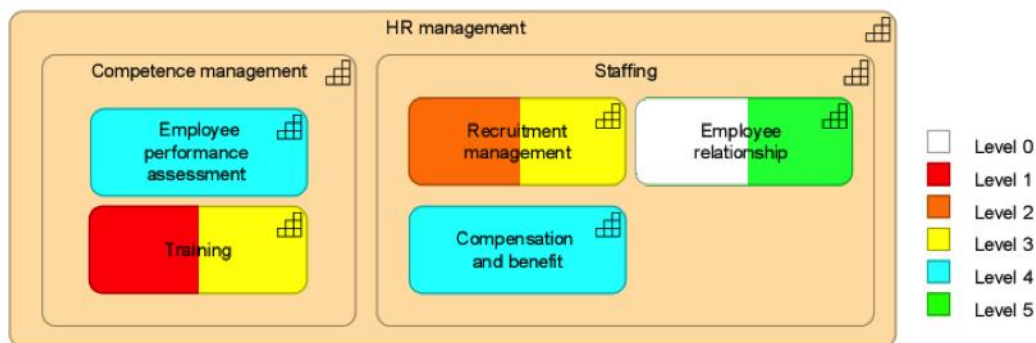 HR management
Competence management
Staffing
Employee
performance
assessment
Training
Recruitment
management
Employee
relationship
Compensation
and benefit
Level 0
Level 1
Level 2
Level 3
Level 4
Level 5